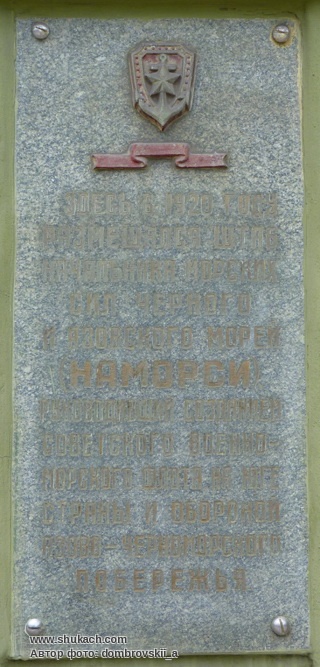 ЗДЕСЬ В 1920 ГОДУ
РАЗМЕЩАЛСЯ ШТАБ
НАЧАЛЬНИКА МОРСКИХ
СИЛ ЧЕРНОГО
И АЗОВСКОГО МОРЕЙ
(НАМОРСИ)
РУКОВОДИВШИЙ СОЗДАНИЕМ
СОВЕТСКОГО ВОЕННО-
МОРСКОГО ФЛОТА НА ЮГЕ
СТРАНЫ И ОБОРОНОЙ
АЗОВО-ЧЕРНОМОРСКОГО
ПОБЕРЕЖЬЯ
www.shukach.com
Автор фото: dombrovskii_a